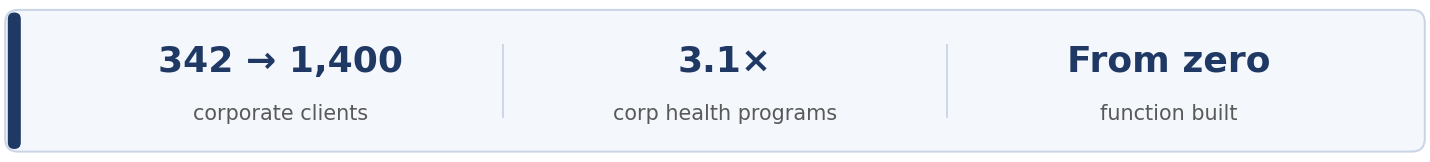 342 → 1,400
corporate clients
3.1×
corp health programs
From zero
function built